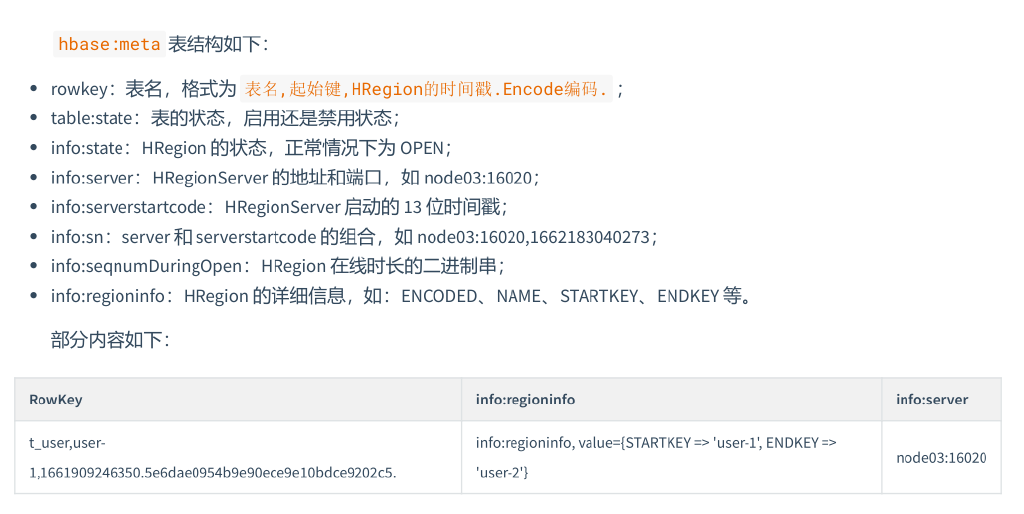 hbase:meta 表结构如下：
rowkey：表名，格式为 表名,起始键,HRegion的时间戳.Encode编码. ；
table:state：表的状态，启用还是禁用状态；
info:state：HRegion 的状态，正常情况下为 OPEN；
info:server：HRegionServer 的地址和端口，如 node03:16020；
info:serverstartcode：HRegionServer 启动的 13 位时间戳；
info:sn：server 和 serverstartcode 的组合，如 node03:16020,1662183040273；
info:seqnumDuringOpen：HRegion 在线时长的二进制串；
info:regioninfo：HRegion 的详细信息，如：ENCODED、NAME、STARTKEY、ENDKEY 等。
部分内容如下：
RowKey info:regioninfo info:server
t_user,user-
1,1661909246350.5e6dae0954b9e90ece9e10bdce9202c5.
info:regioninfo, value={STARTKEY => 'user-1', ENDKEY =>
'user-2'}
node03:16020